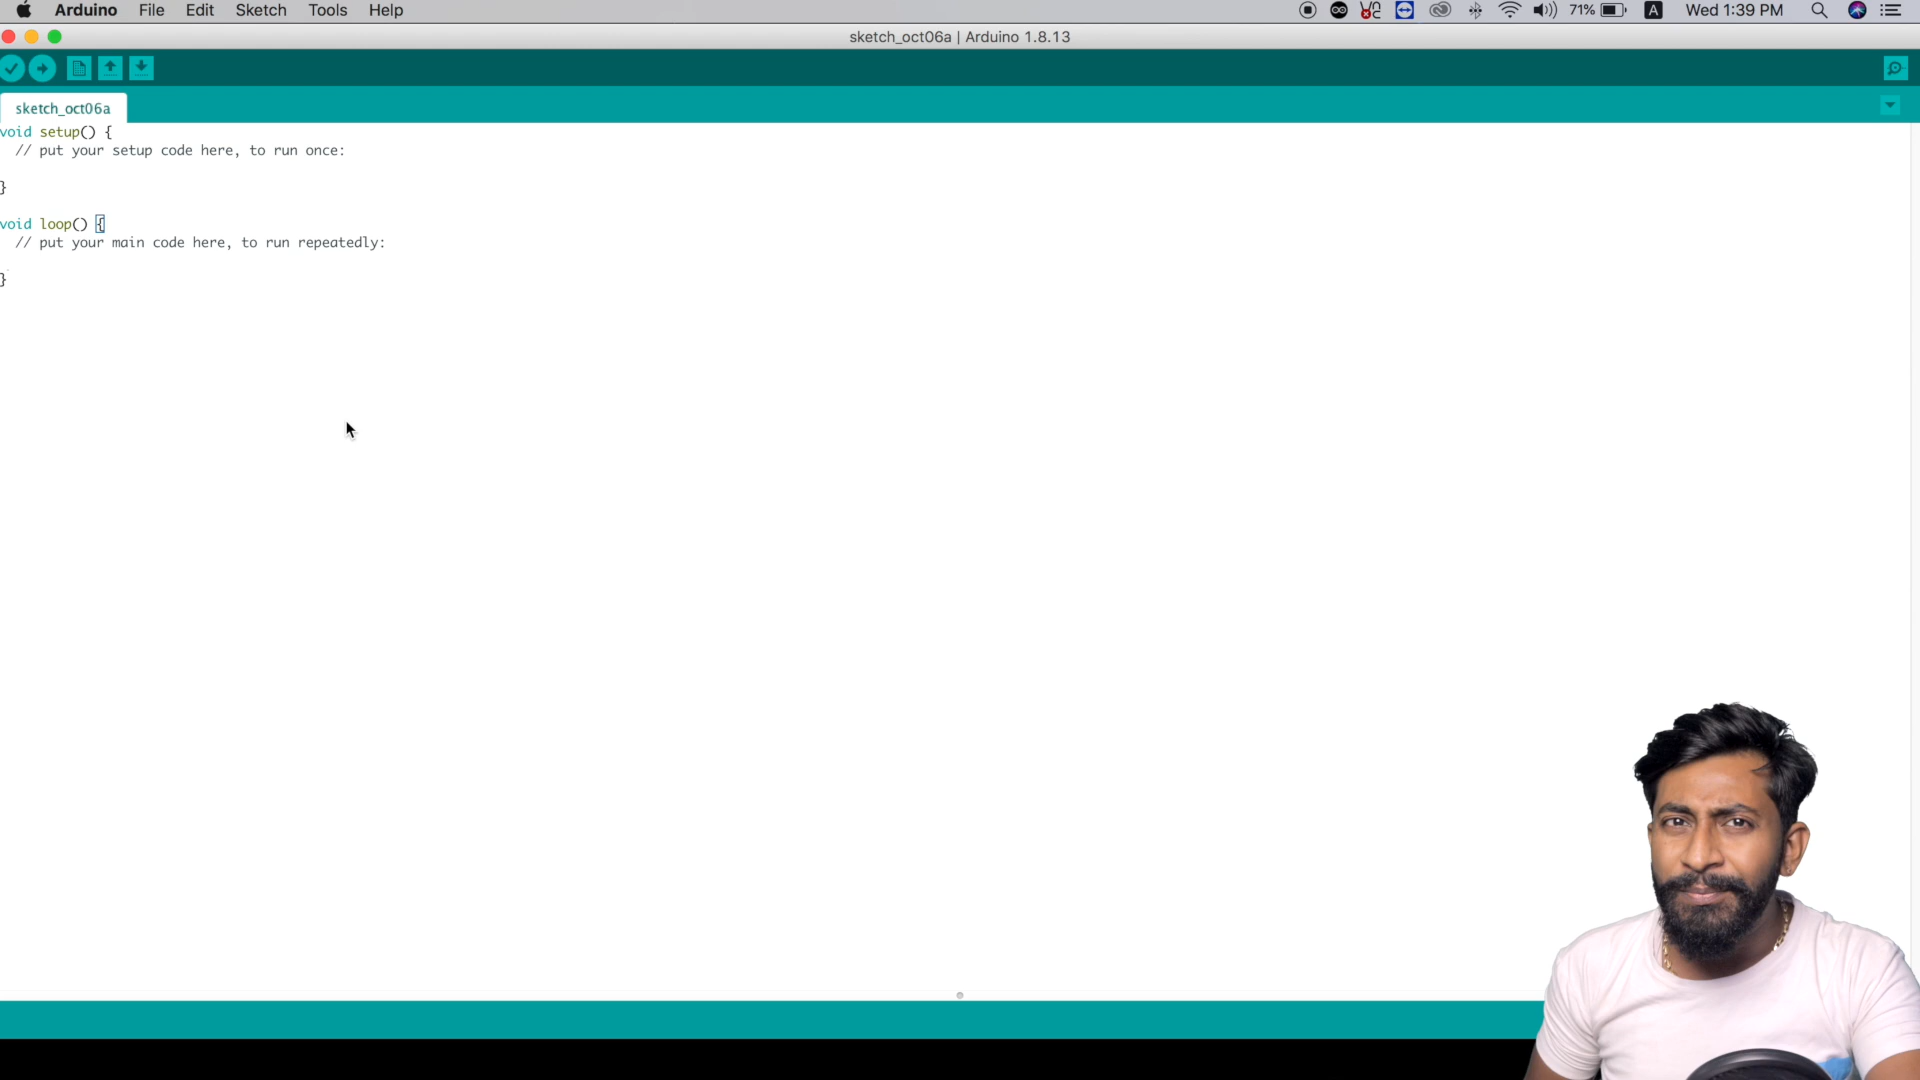 Arduino File Edit Sketch Tools Help 71% A Wed 1:39 PM
sketch_oct06a | Arduino 1.8.13
sketch_oct06a
void setup() {
// put your setup code here, to run once:
}
void loop() {
// put your main code here, to run repeatedly:
}